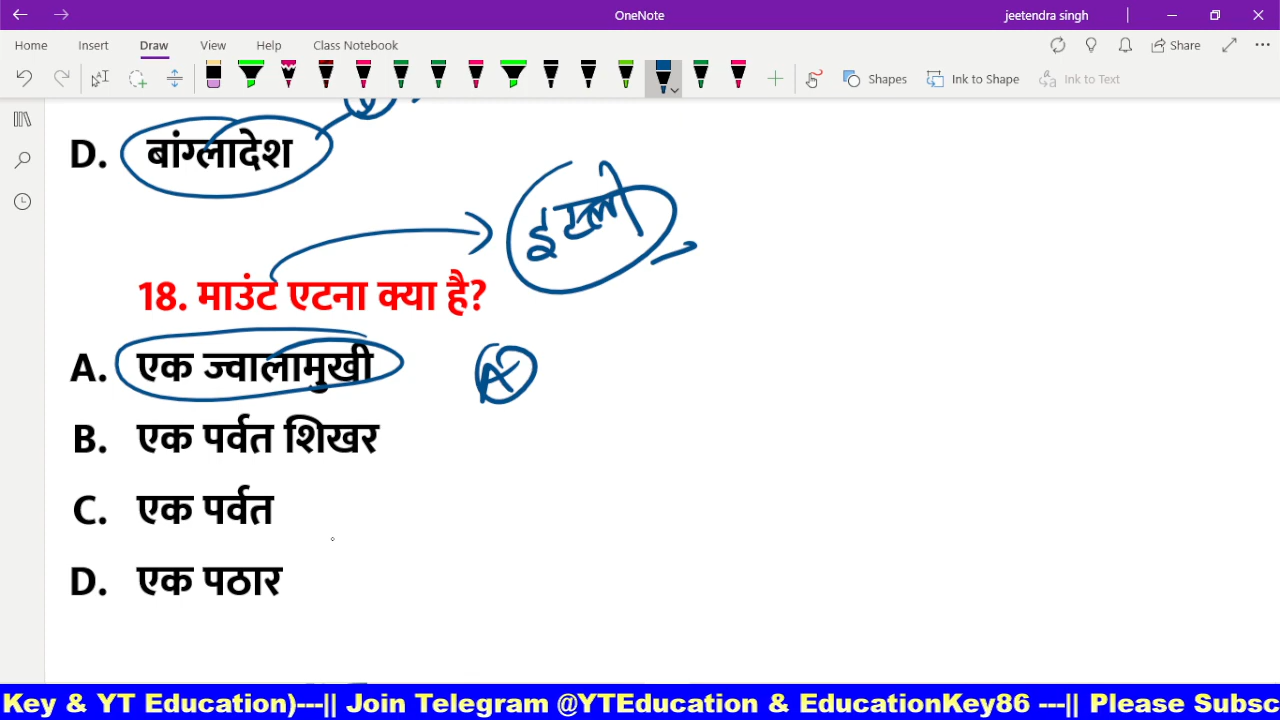 OneNote
jeetendra singh
Home Insert Draw View Help Class Notebook
Share
Shapes Ink to Shape Ink to Text
D. बांग्लादेश
इटली
18. माउंट एटना क्या है?
A. एक ज्वालामुखी
A
B. एक पर्वत शिखर
C. एक पर्वत
D. एक पठार
Key & YT Education)---|| Join Telegram @YTEducation & EducationKey86 ---|| Please Subsc